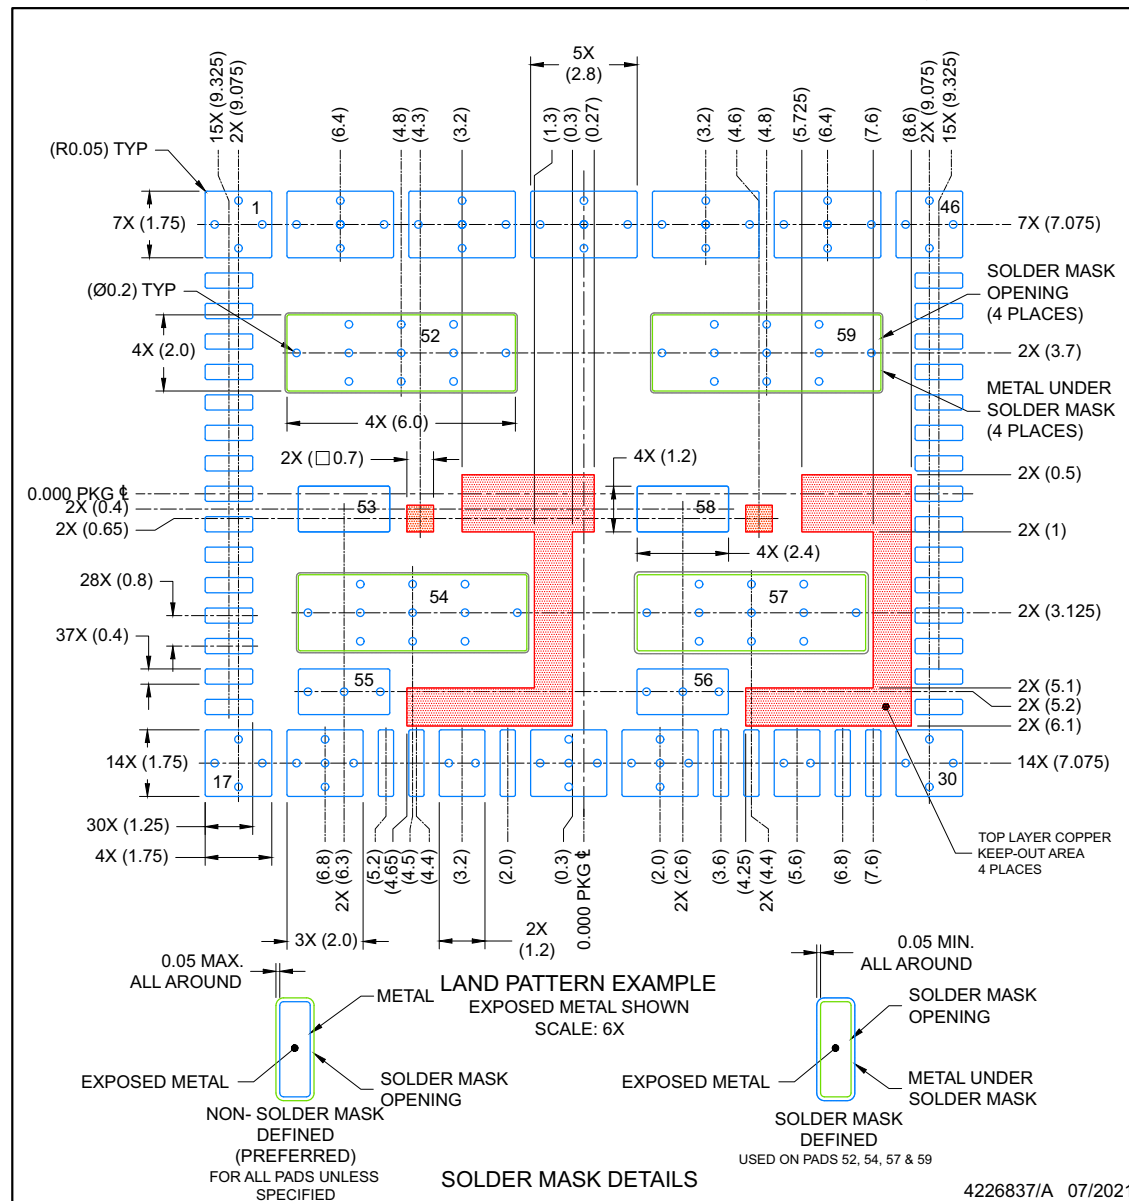 5X
(2.8)
15X (9.325)
2X (9.075)
(6.4)
(4.8)
(4.3)
(3.2)
(1.3)
(0.3)
(0.27)
(3.2)
(4.6)
(4.8)
(5.725)
(6.4)
(7.6)
(8.6)
2X (9.075)
15X (9.325)
(R0.05) TYP
1
46
7X (1.75)
7X (7.075)
(Ø0.2) TYP
SOLDER MASK
OPENING
(4 PLACES)
52
59
4X (2.0)
2X (3.7)
METAL UNDER
SOLDER MASK
(4 PLACES)
4X (6.0)
2X (□0.7)
4X (1.2)
2X (0.5)
0.000 PKG ℄
53
58
2X (0.4)
2X (0.65)
2X (1)
4X (2.4)
28X (0.8)
54
57
2X (3.125)
37X (0.4)
55
56
2X (5.1)
2X (5.2)
2X (6.1)
14X (1.75)
17
30
14X (7.075)
30X (1.25)
4X (1.75)
TOP LAYER COPPER
KEEP-OUT AREA
4 PLACES
(6.8)
2X (6.3)
(5.2)
(4.65)
(4.5)
(4.4)
(3.2)
(2.0)
(0.3)
0.000 PKG ℄
(2.0)
2X (2.6)
(3.6)
(4.25)
2X (4.4)
(5.6)
(6.8)
(7.6)
3X (2.0)
2X
(1.2)
LAND PATTERN EXAMPLE
EXPOSED METAL SHOWN
SCALE: 6X
0.05 MAX.
ALL AROUND
METAL
EXPOSED METAL
SOLDER MASK
OPENING
NON- SOLDER MASK
DEFINED
(PREFERRED)
FOR ALL PADS UNLESS
SPECIFIED
0.05 MIN.
ALL AROUND
SOLDER MASK
OPENING
EXPOSED METAL
METAL UNDER
SOLDER MASK
SOLDER MASK
DEFINED
USED ON PADS 52, 54, 57 & 59
SOLDER MASK DETAILS
4226837/A 07/2021